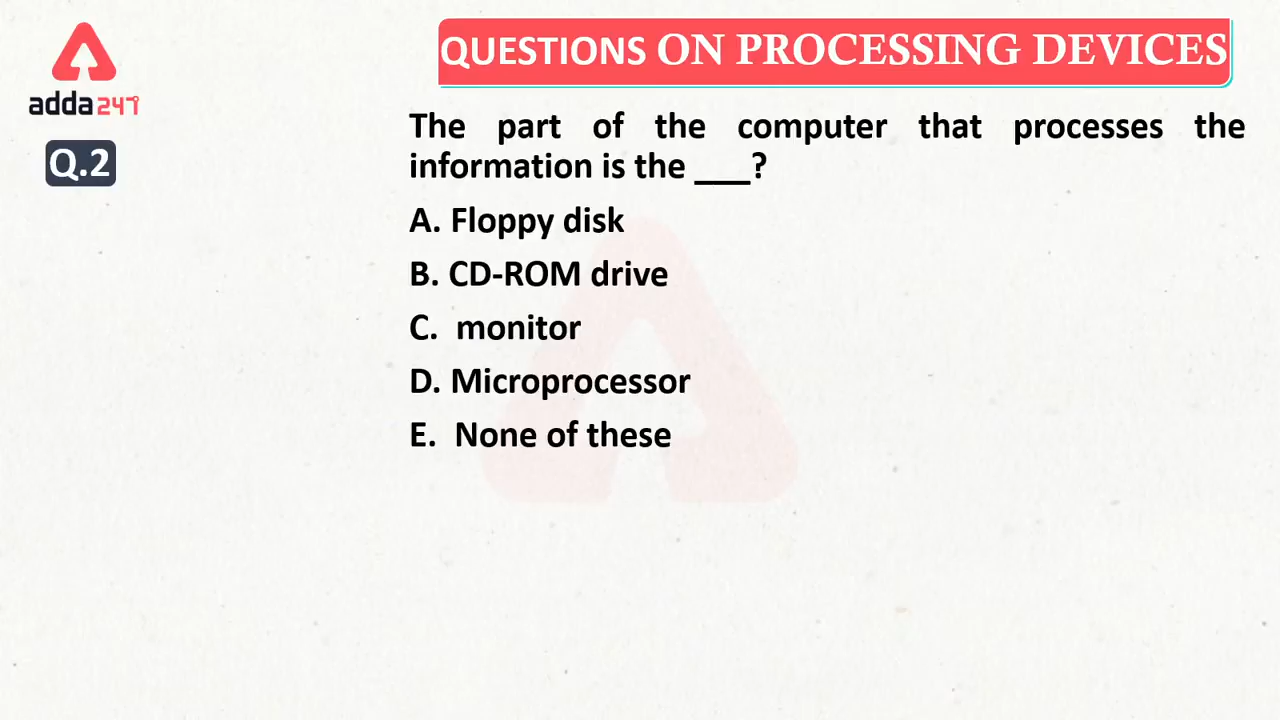 QUESTIONS ON PROCESSING DEVICES
adda247
Q.2
The part of the computer that processes the
information is the ___?
A. Floppy disk
B. CD-ROM drive
C. monitor
D. Microprocessor
E. None of these